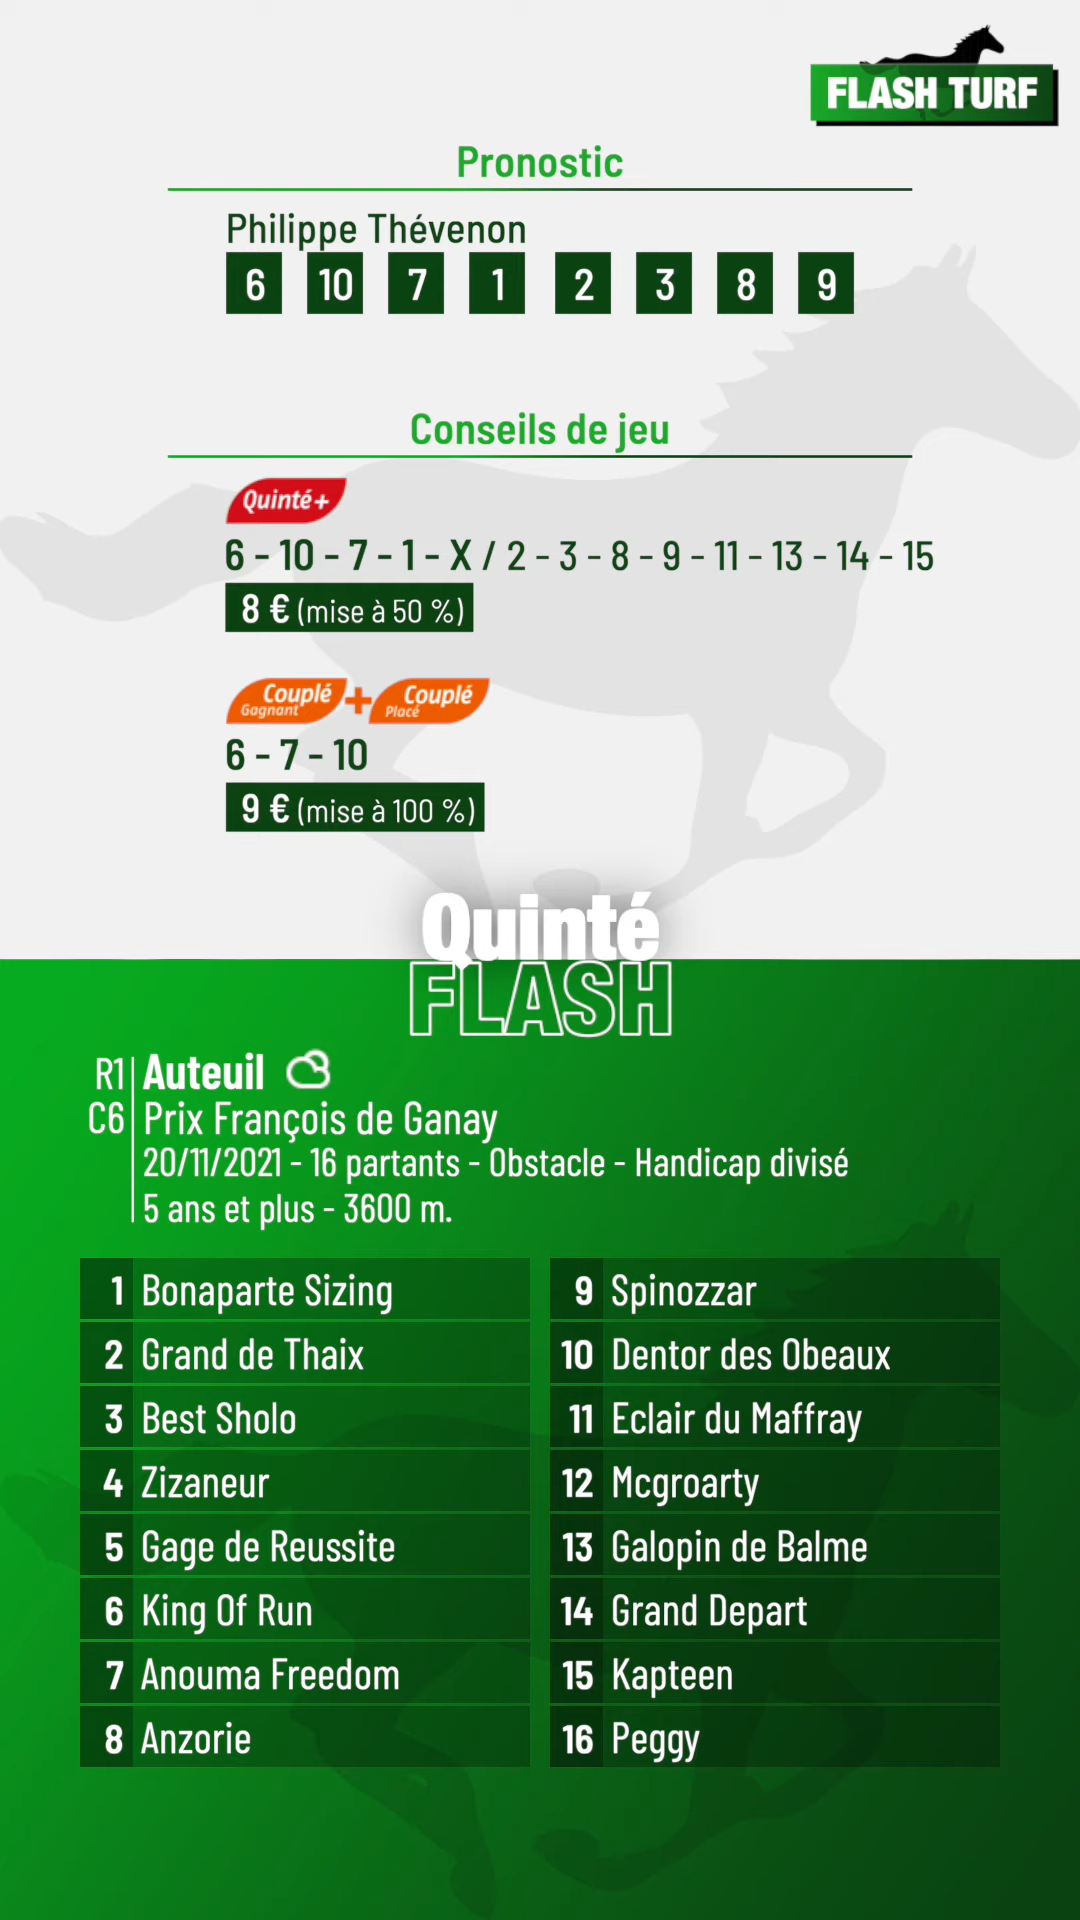 FLASH TURF
Pronostic
Philippe Thévenon
6 10 7 1 2 3 8 9
Conseils de jeu
Quinté+
6 - 10 - 7 - 1 - X / 2 - 3 - 8 - 9 - 11 - 13 - 14 - 15
8 € (mise à 50 %)
Couplé Gagnant + Couplé Placé
6 - 7 - 10
9 € (mise à 100 %)
Quinté
FLASH
R1 Auteuil
C6 Prix François de Ganay
20/11/2021 - 16 partants - Obstacle - Handicap divisé
5 ans et plus - 3600 m.
1 Bonaparte Sizing
2 Grand de Thaix
3 Best Sholo
4 Zizaneur
5 Gage de Reussite
6 King Of Run
7 Anouma Freedom
8 Anzorie
9 Spinozzar
10 Dentor des Obeaux
11 Eclair du Maffray
12 Mcgroarty
13 Galopin de Balme
14 Grand Depart
15 Kapteen
16 Peggy